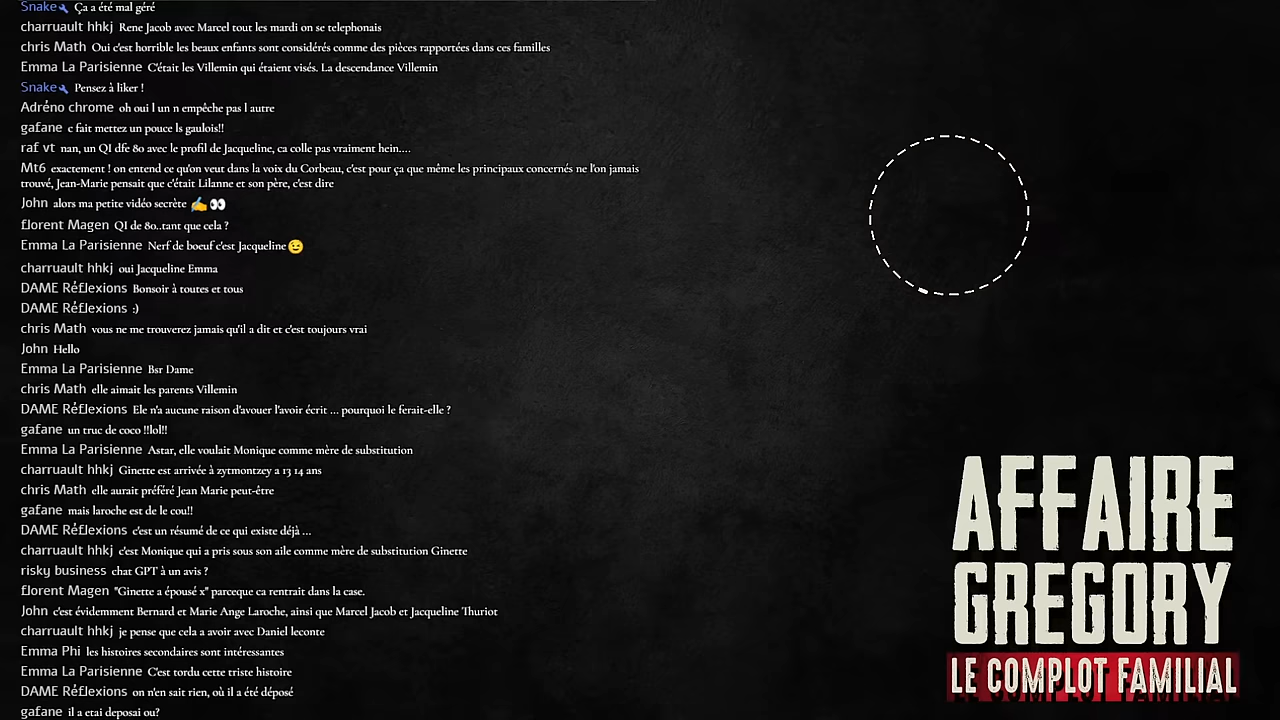 Snake🔧 Ça a été mal géré
charruault hhkj Rene Jacob avec Marcel tout les mardi on se telephonais
chris Math Oui c'est horrible les beaux enfants sont considérés comme des pièces rapportées dans ces familles
Emma La Parisienne C'était les Villemin qui étaient visés. La descendance Villemin
Snake🔧 Pensez à liker !
Adréno chrome oh oui l un n empêche pas l autre
gafane c fait mettez un pouce ls gaulois!!
raf vt nan, un QI dfe 80 avec le profil de Jacqueline, ca colle pas vraiment hein....
Mt6 exactement ! on entend ce qu'on veut dans la voix du Corbeau, c'est pour ça que même les principaux concernés ne l'on jamais
trouvé, Jean-Marie pensait que c'était Lilanne et son père, c'est dire
John alors ma petite vidéo secrète ✍️👀
florent Magen QI de 80..tant que cela ?
Emma La Parisienne Nerf de boeuf c'est Jacqueline😉
charruault hhkj oui Jacqueline Emma
DAME Réflexions Bonsoir à toutes et tous
DAME Réflexions :)
chris Math vous ne me trouverez jamais qu'il a dit et c'est toujours vrai
John Hello
Emma La Parisienne Bsr Dame
chris Math elle aimait les parents Villemin
DAME Réflexions Ele n'a aucune raison d'avouer l'avoir écrit ... pourquoi le ferait-elle ?
gafane un truc de coco !!lol!!
Emma La Parisienne Astar, elle voulait Monique comme mère de substitution
charruault hhkj Ginette est arrivée à zytmontzey a 13 14 ans
chris Math elle aurait préféré Jean Marie peut-être
gafane mais laroche est de le cou!!
DAME Réflexions c'est un résumé de ce qui existe déjà ...
charruault hhkj c'est Monique qui a pris sous son aile comme mère de substitution Ginette
risky business chat GPT à un avis ?
florent Magen "Ginette a épousé x" parceque ca rentrait dans la case.
John c'est évidemment Bernard et Marie Ange Laroche, ainsi que Marcel Jacob et Jacqueline Thuriot
charruault hhkj je pense que cela a avoir avec Daniel leconte
Emma Phi les histoires secondaires sont intéressantes
Emma La Parisienne C'est tordu cette triste histoire
DAME Réflexions on n'en sait rien, où il a été déposé
gafane il a etai deposai ou?
AFFAIRE
GREGORY
LE COMPLOT FAMILIAL